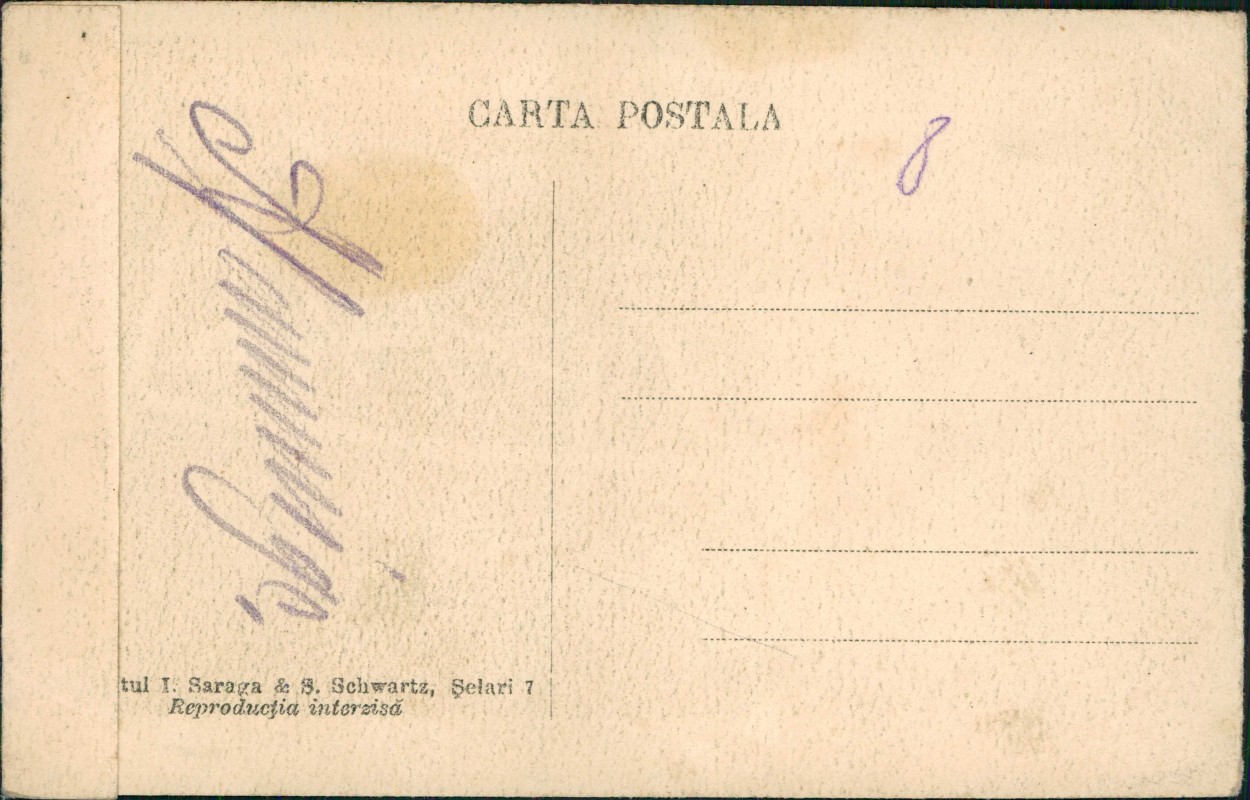 CARTA POSTALA
8
tul I. Saraga & S. Schwartz, Şelari 7
Reproducţia interzisă